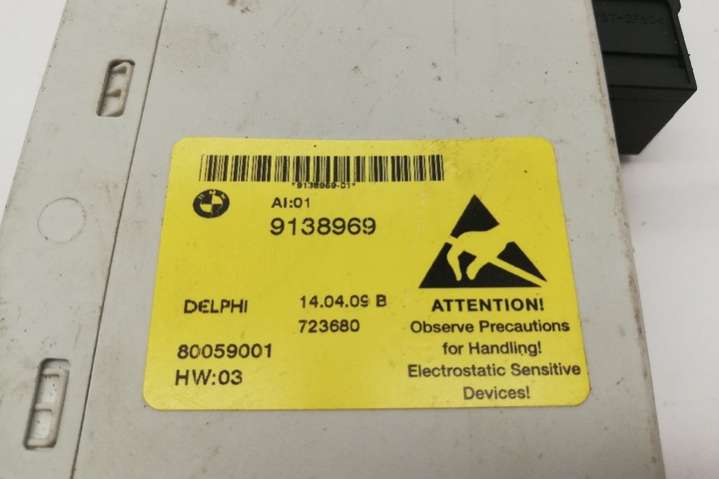 *9138969-01*
BMW
AI:01
9138969
DELPHI 14.04.09 B
723680
80059001
HW:03
ATTENTION!
Observe Precautions
for Handling!
Electrostatic Sensitive
Devices!